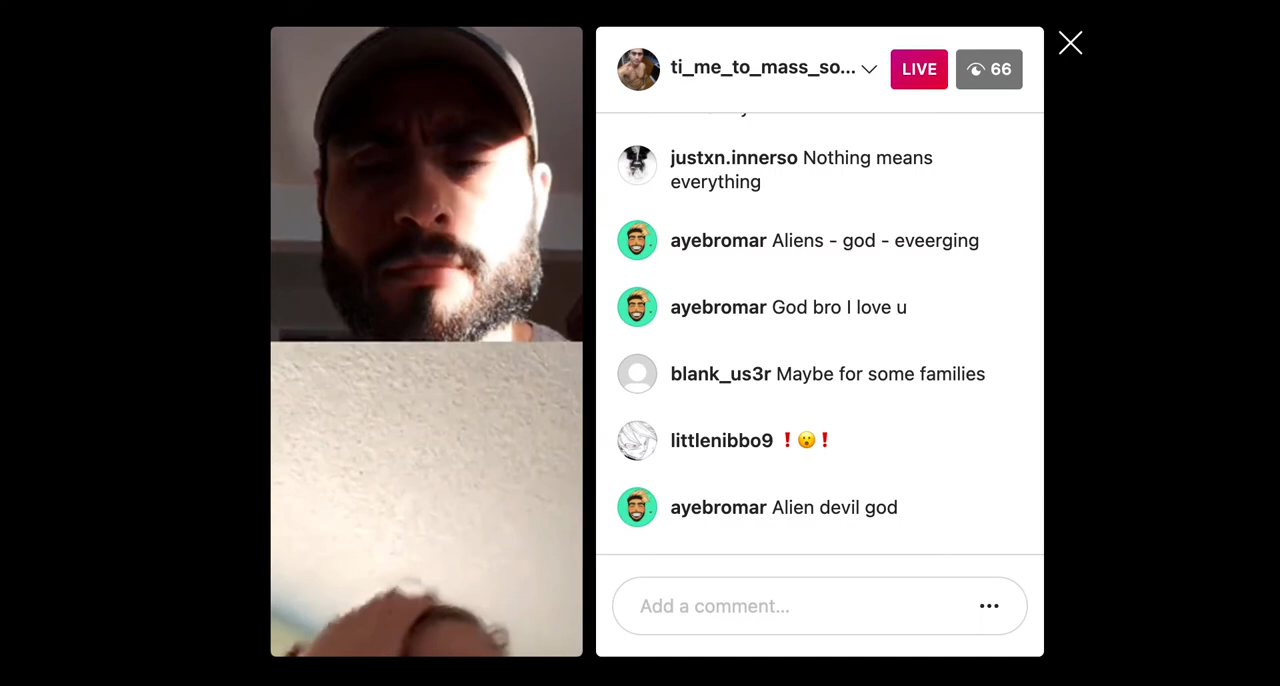 ti_me_to_mass_so... LIVE 66
justxn.innerso Nothing means
everything
ayebromar Aliens - god - eveerging
ayebromar God bro I love u
blank_us3r Maybe for some families
littlenibbo9 ❗😮❗
ayebromar Alien devil god
Add a comment...